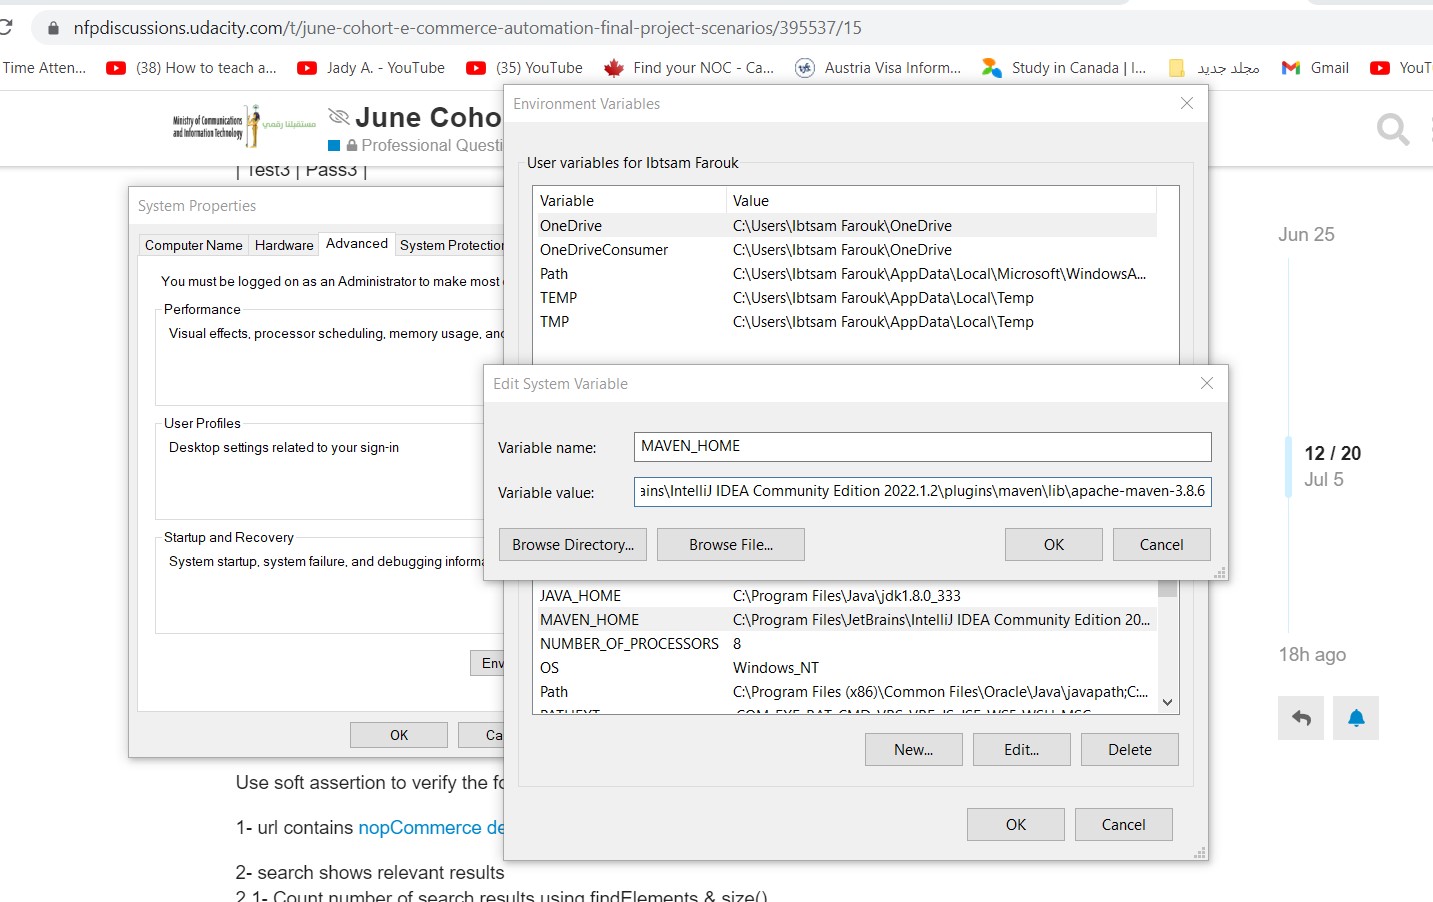 nfpdiscussions.udacity.com/t/june-cohort-e-commerce-automation-final-project-scenarios/395537/15
Time Atten... (38) How to teach a... Jady A. - YouTube (35) YouTube Find your NOC - Ca... Austria Visa Inform... Study in Canada | I... مجلد جديد Gmail YouT
Ministry of Communications
and Information Technology
مستقبلنا رقمي
June Coho
Professional Questi
| Test3 | Pass3 |
System Properties
Computer Name Hardware Advanced System Protection
You must be logged on as an Administrator to make most
Performance
Visual effects, processor scheduling, memory usage, and
User Profiles
Desktop settings related to your sign-in
Startup and Recovery
System startup, system failure, and debugging informa
Env
OK Ca
Environment Variables
User variables for Ibtsam Farouk
Variable Value
OneDrive C:\Users\Ibtsam Farouk\OneDrive
OneDriveConsumer C:\Users\Ibtsam Farouk\OneDrive
Path C:\Users\Ibtsam Farouk\AppData\Local\Microsoft\WindowsA...
TEMP C:\Users\Ibtsam Farouk\AppData\Local\Temp
TMP C:\Users\Ibtsam Farouk\AppData\Local\Temp
Edit System Variable
Variable name: MAVEN_HOME
Variable value: ains\IntelliJ IDEA Community Edition 2022.1.2\plugins\maven\lib\apache-maven-3.8.6
Browse Directory... Browse File... OK Cancel
JAVA_HOME C:\Program Files\Java\jdk1.8.0_333
MAVEN_HOME C:\Program Files\JetBrains\IntelliJ IDEA Community Edition 20...
NUMBER_OF_PROCESSORS 8
OS Windows_NT
Path C:\Program Files (x86)\Common Files\Oracle\Java\javapath;C:...
PATHEXT .COM;.EXE;.BAT;.CMD;.VBS;.VBE;.JS;.JSE;.WSF;.WSH;.MSC
New... Edit... Delete
OK Cancel
Use soft assertion to verify the fo
1- url contains nopCommerce de
2- search shows relevant results
2.1- Count number of search results using findElements & size()
Jun 25
12 / 20
Jul 5
18h ago